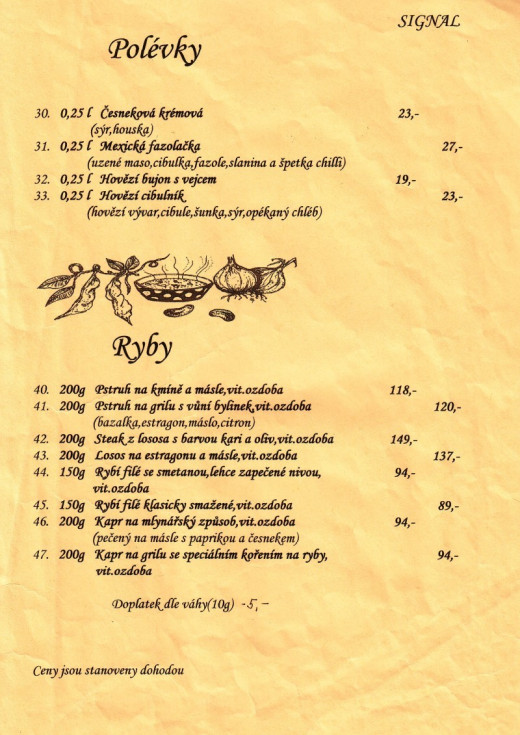 SIGNAL
Polévky
30. 0,25 l Česneková krémová 23,-
(sýr,houska)
31. 0,25 l Mexická fazolačka 27,-
(uzené maso,cibulka,fazole,slanina a špetka chilli)
32. 0,25 l Hovězí bujon s vejcem 19,-
33. 0,25 l Hovězí cibulník 23,-
(hovězí vývar,cibule,šunka,sýr,opékaný chléb)
Ryby
40. 200g Pstruh na kmíně a másle,vit.ozdoba 118,-
41. 200g Pstruh na grilu s vůní bylinek,vit.ozdoba 120,-
(bazalka,estragon,máslo,citron)
42. 200g Steak z lososa s barvou kari a oliv,vit.ozdoba 149,-
43. 200g Losos na estragonu a másle,vit.ozdoba 137,-
44. 150g Rybí filé se smetanou,lehce zapečené nivou, 94,-
vit.ozdoba
45. 150g Rybí filé klasicky smažené,vit.ozdoba 89,-
46. 200g Kapr na mlynářský způsob,vit.ozdoba 94,-
(pečený na másle s paprikou a česnekem)
47. 200g Kapr na grilu se speciálním kořením na ryby, 94,-
vit.ozdoba
Doplatek dle váhy(10g) -5,-
Ceny jsou stanoveny dohodou